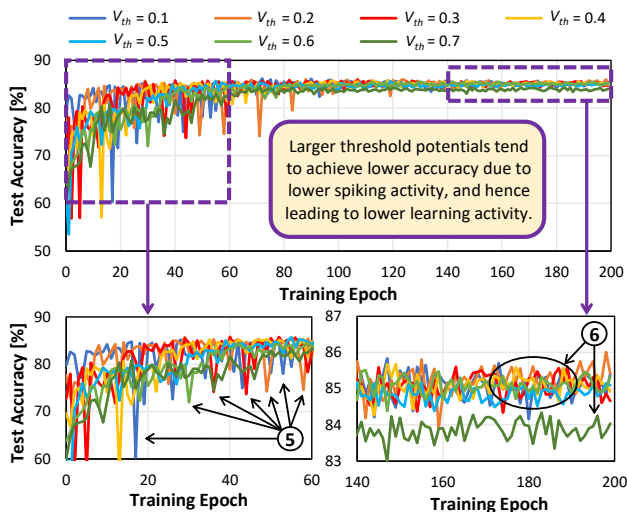 V_th = 0.1 V_th = 0.2 V_th = 0.3 V_th = 0.4
V_th = 0.5 V_th = 0.6 V_th = 0.7
Test Accuracy [%]
90
80
70
60
50
0 20 40 60 80 100 120 140 160 180 200
Training Epoch
Larger threshold potentials tend
to achieve lower accuracy due to
lower spiking activity, and hence
leading to lower learning activity.
Test Accuracy [%]
90
80
70
60
0 20 40 60
Training Epoch
5
87
86
85
84
83
140 160 180 200
Training Epoch
6